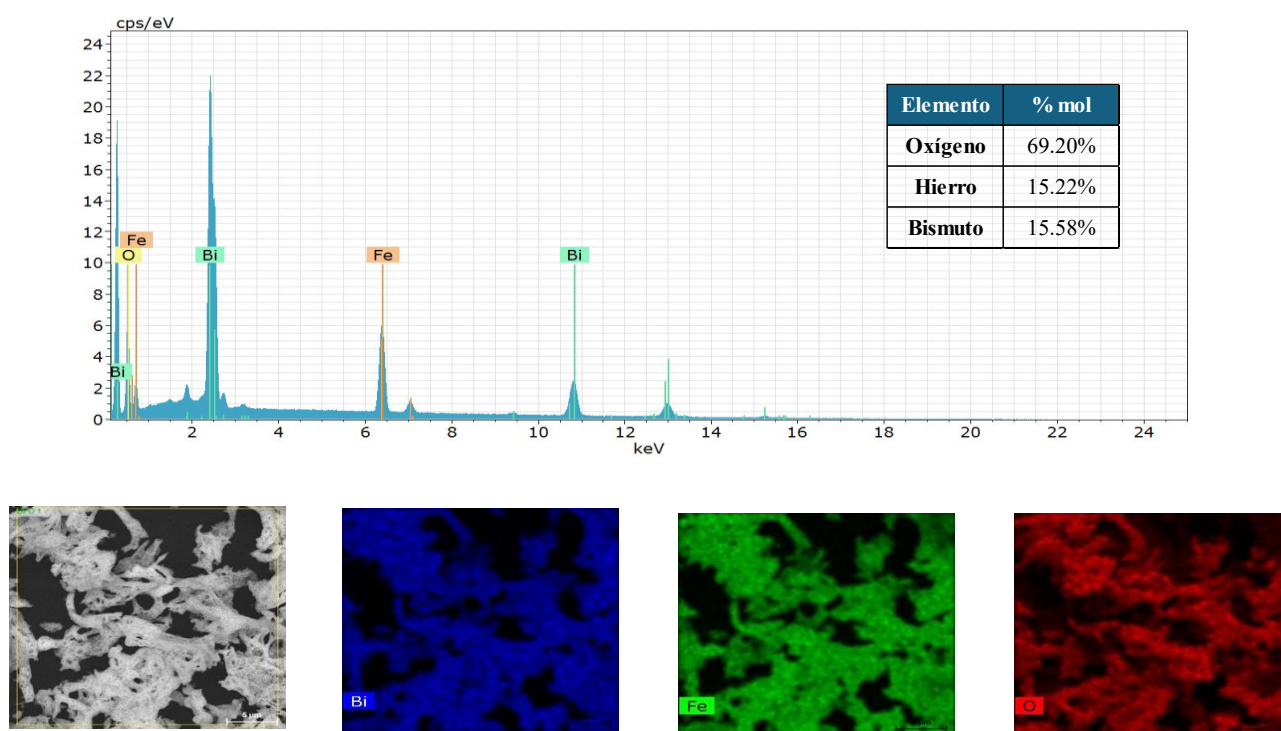 cps/eV
24
22
20
18
16
14
12
10
8
6
4
2
0
Fe
O
Bi
Fe
Bi
Bi
2 4 6 8 10 12 14 16 18 20 22 24
keV
Elemento % mol
Oxígeno 69.20%
Hierro 15.22%
Bismuto 15.58%
5 µm
Bi
Fe
O